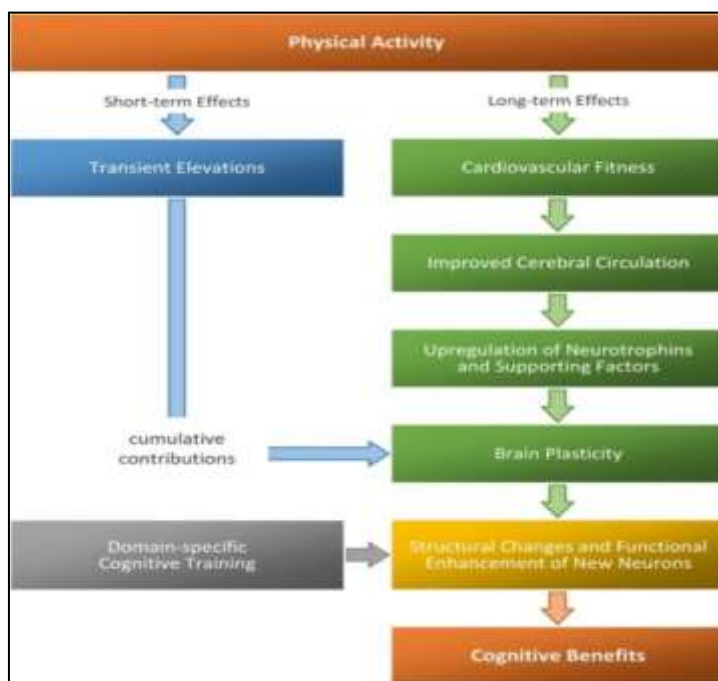 Physical Activity
Short-term Effects
Long-term Effects
Transient Elevations
Cardiovascular Fitness
Improved Cerebral Circulation
Upregulation of Neurotrophins
and Supporting Factors
cumulative
contributions
Brain Plasticity
Domain-specific
Cognitive Training
Structural Changes and Functional
Enhancement of New Neurons
Cognitive Benefits